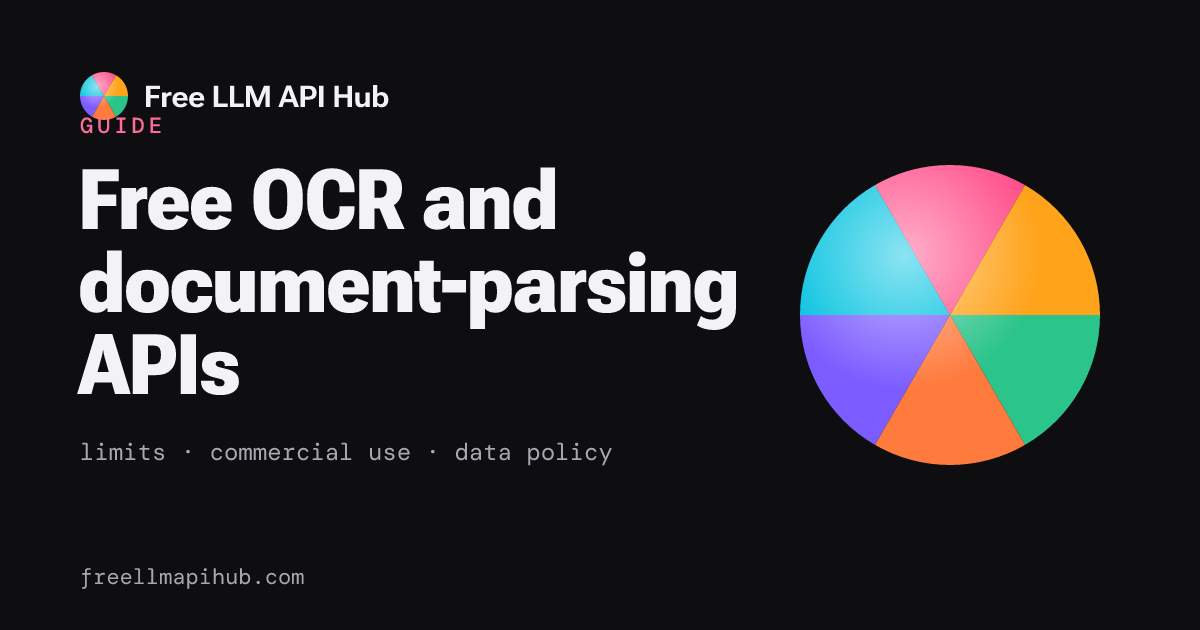 Free LLM API Hub
GUIDE
Free OCR and
document-parsing
APIs
limits · commercial use · data policy
freellmapihub.com